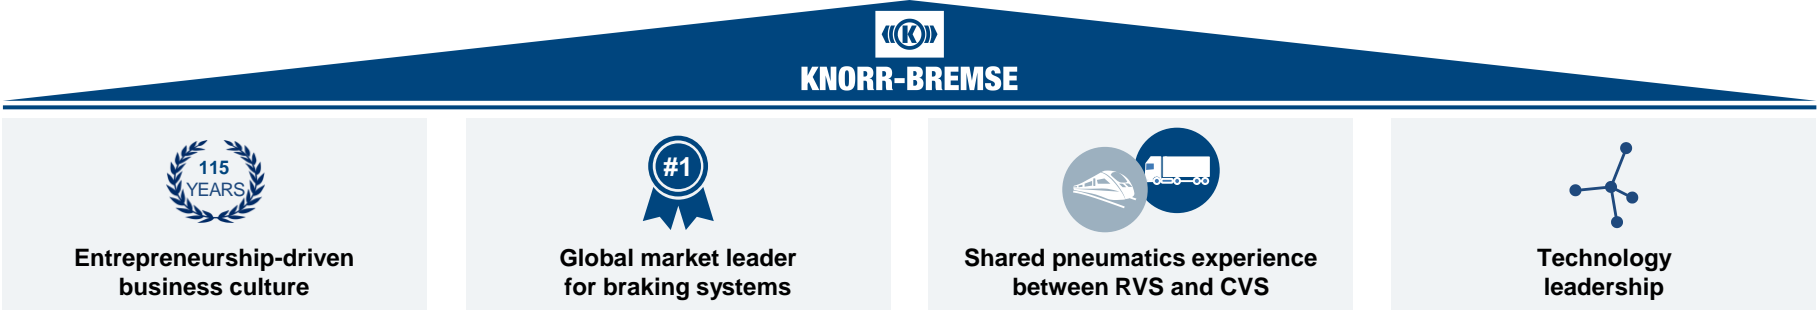 K
KNORR-BREMSE
115
YEARS
Entrepreneurship-driven
business culture
#1
Global market leader
for braking systems
Shared pneumatics experience
between RVS and CVS
Technology
leadership